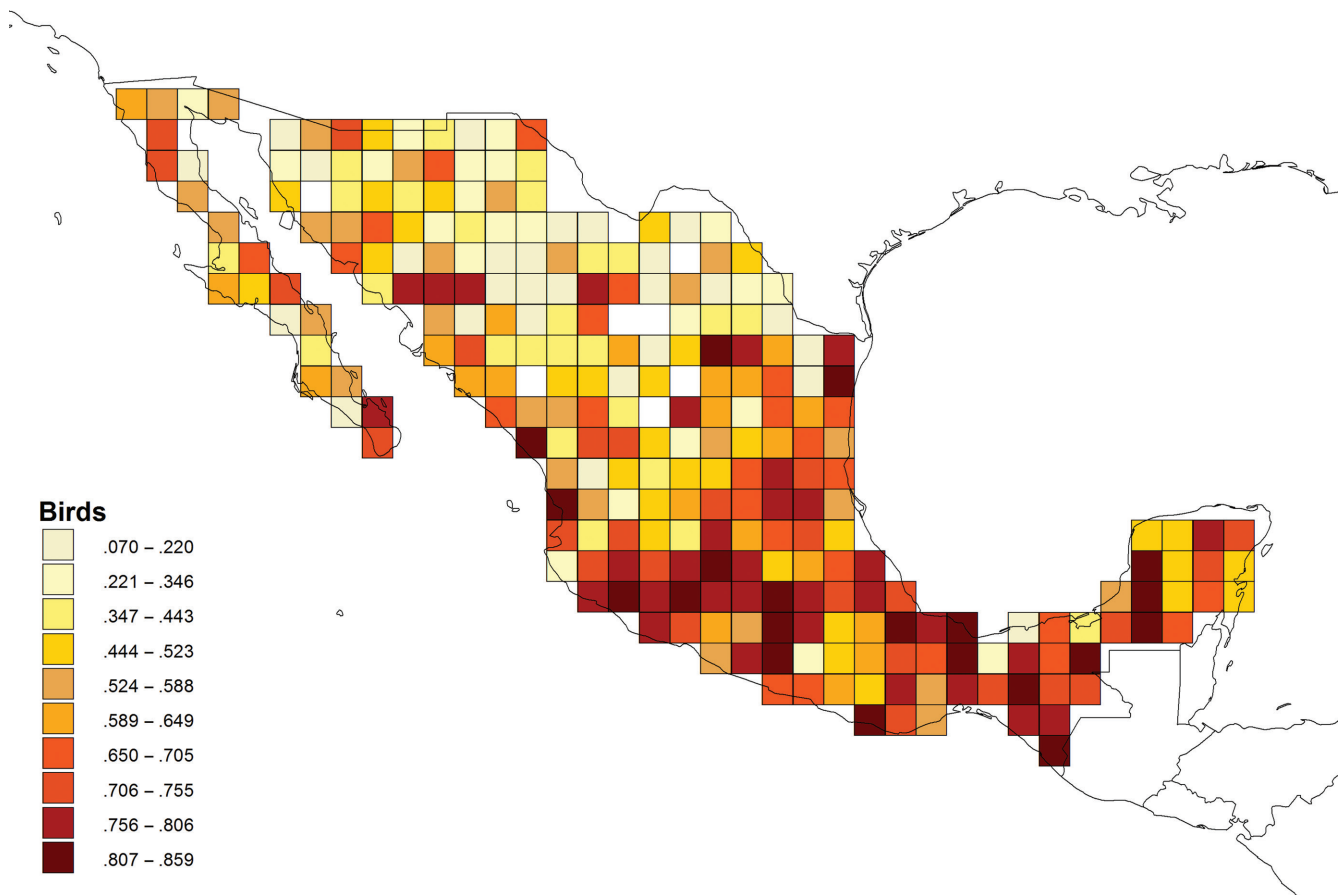 Birds
.070 – .220
.221 – .346
.347 – .443
.444 – .523
.524 – .588
.589 – .649
.650 – .705
.706 – .755
.756 – .806
.807 – .859